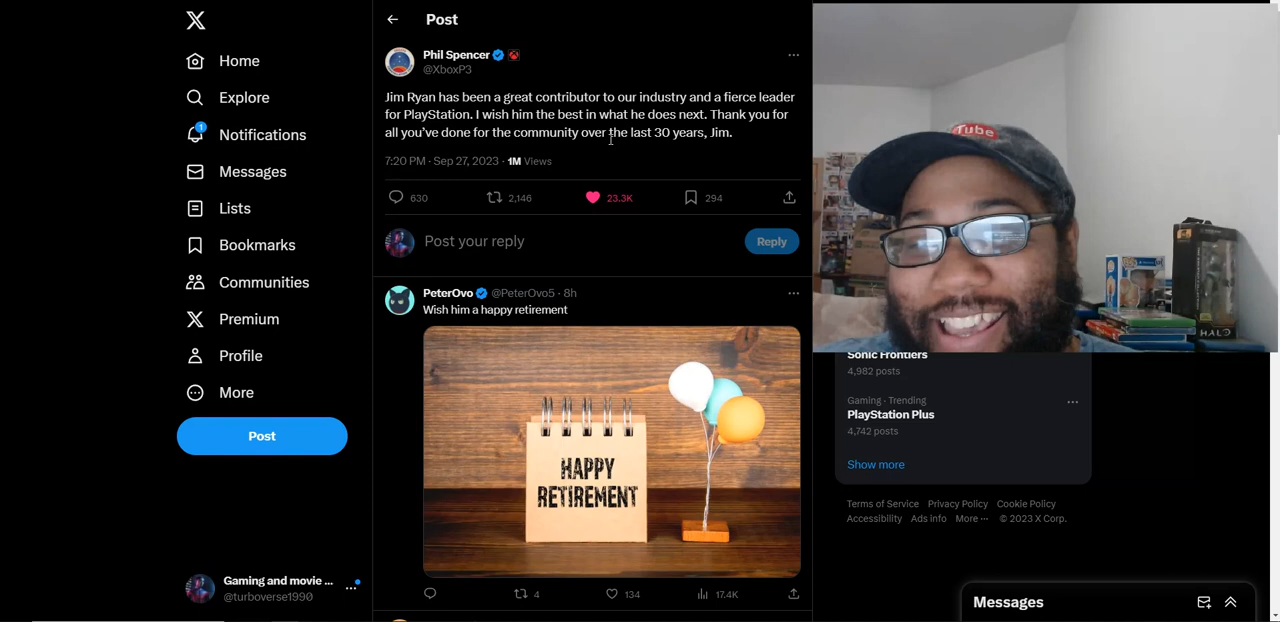 Home
Explore
1
Notifications
Messages
Lists
Bookmarks
Communities
Premium
Profile
More
Post
Gaming and movie ...
@turboverse1990
Post
Phil Spencer
@XboxP3
Jim Ryan has been a great contributor to our industry and a fierce leader
for PlayStation. I wish him the best in what he does next. Thank you for
all you've done for the community over the last 30 years, Jim.
7:20 PM · Sep 27, 2023 · 1M Views
630 2,146 23.3K 294
Post your reply
Reply
PeterOvo @PeterOvo5 · 8h
Wish him a happy retirement
HAPPY
RETIREMENT
4 134 17.4K
Tube
HALO
Sonic Frontiers
4,982 posts
Gaming · Trending
PlayStation Plus
4,742 posts
Show more
Terms of Service Privacy Policy Cookie Policy
Accessibility Ads info More ··· © 2023 X Corp.
Messages